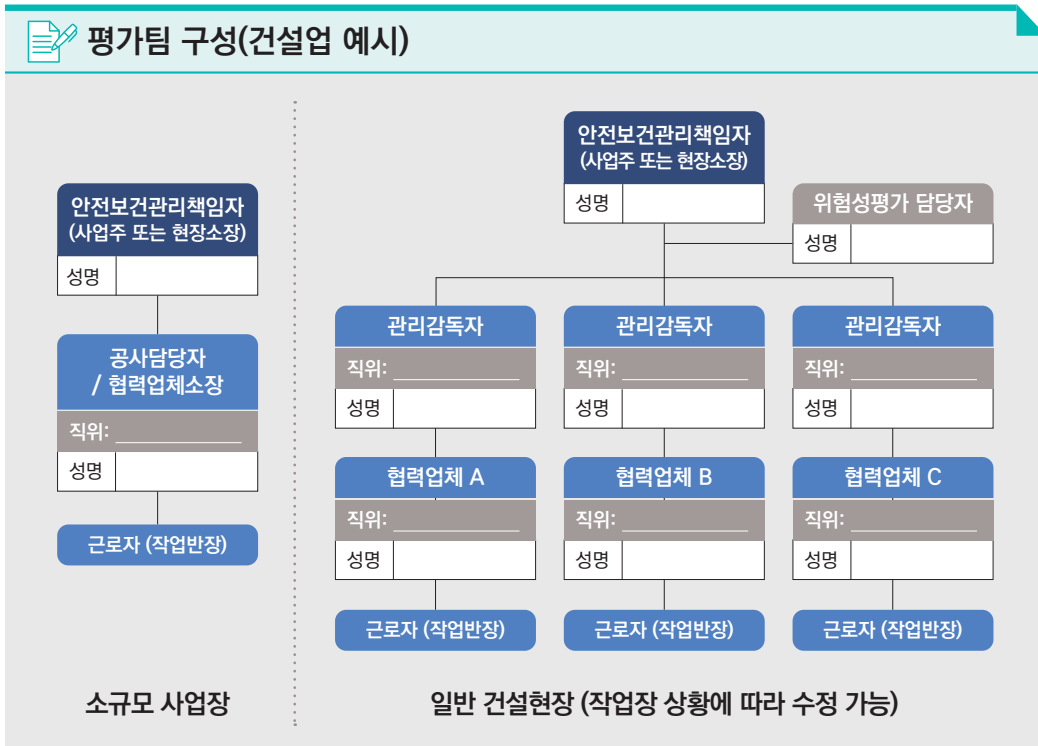 평가팀 구성(건설업 예시)
안전보건관리책임자
(사업주 또는 현장소장)
성명
공사담당자
/ 협력업체소장
직위:
성명
근로자 (작업반장)
소규모 사업장
안전보건관리책임자
(사업주 또는 현장소장)
성명
위험성평가 담당자
성명
관리감독자
직위:
성명
관리감독자
직위:
성명
관리감독자
직위:
성명
협력업체 A
직위:
성명
협력업체 B
직위:
성명
협력업체 C
직위:
성명
근로자 (작업반장)
근로자 (작업반장)
근로자 (작업반장)
일반 건설현장 (작업장 상황에 따라 수정 가능)